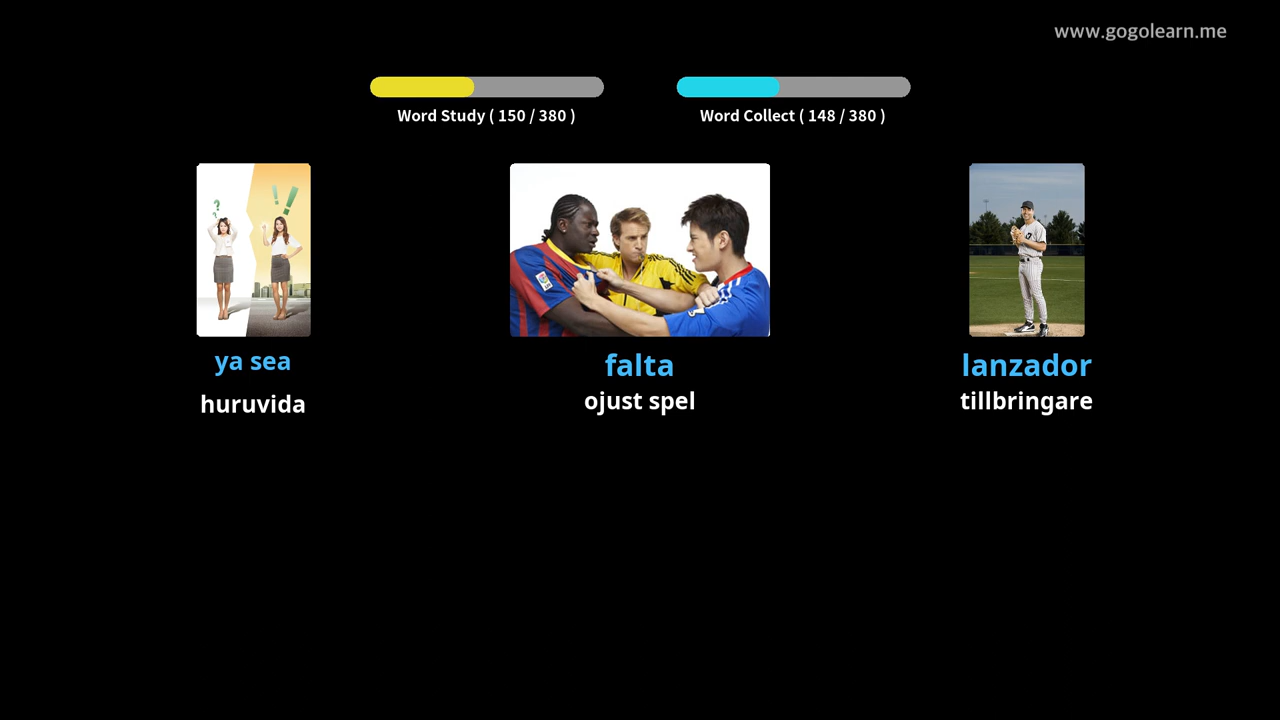 www.gogolearn.me
Word Study ( 150 / 380 )
Word Collect ( 148 / 380 )
ya sea
falta
lanzador
huruvida
ojust spel
tillbringare